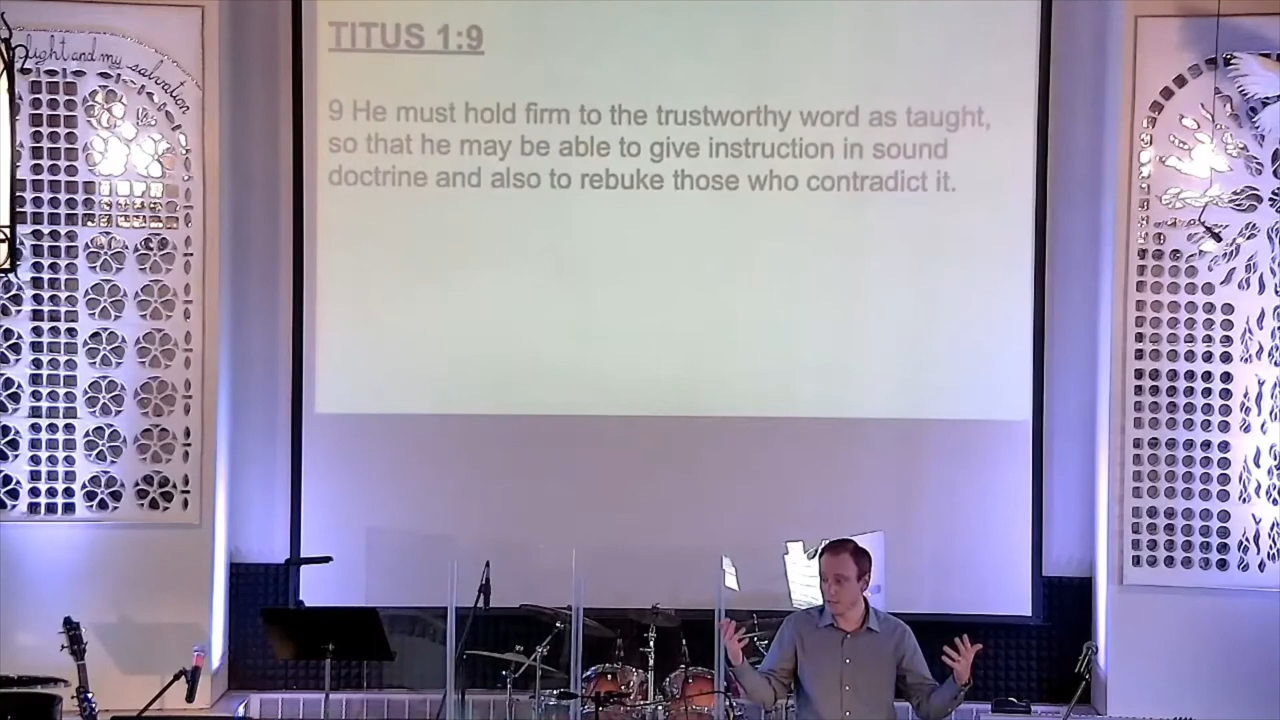 light and my salvation
TITUS 1:9
9 He must hold firm to the trustworthy word as taught,
so that he may be able to give instruction in sound
doctrine and also to rebuke those who contradict it.